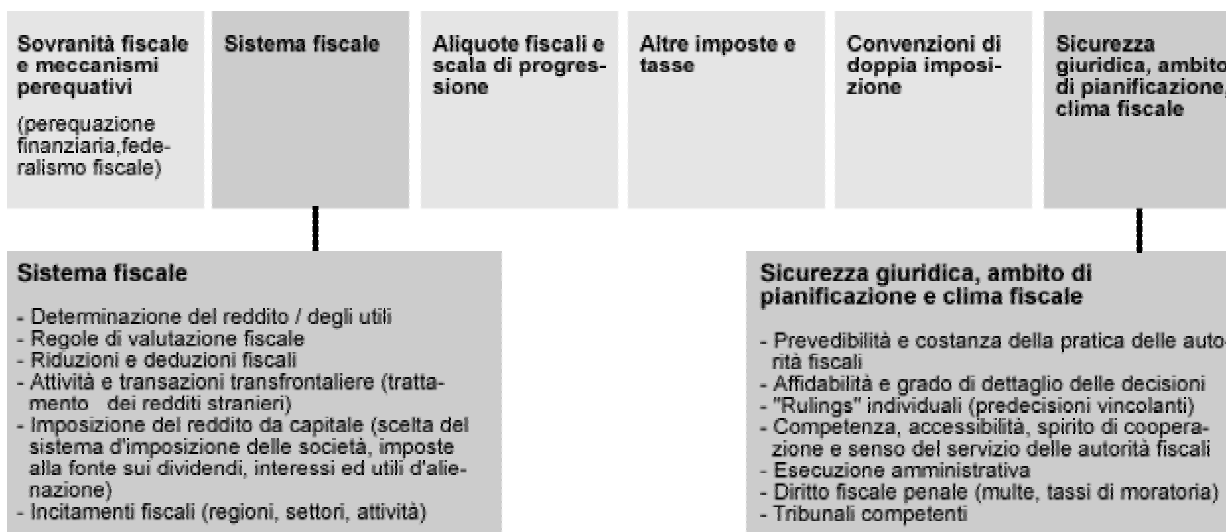 Sovranità fiscale
e meccanismi
perequativi
(perequazione
finanziaria,fede-
ralismo fiscale)
Sistema fiscale
Aliquote fiscali e
scala di progres-
sione
Altre imposte e
tasse
Convenzioni di
doppia imposi-
zione
Sicurezza
giuridica, ambito
di pianificazione,
clima fiscale
Sistema fiscale
- Determinazione del reddito / degli utili
- Regole di valutazione fiscale
- Riduzioni e deduzioni fiscali
- Attività e transazioni transfrontaliere (tratta-
mento dei redditi stranieri)
- Imposizione del reddito da capitale (scelta del
sistema d'imposizione delle società, imposte
alla fonte sui dividendi, interessi ed utili d'alie-
nazione)
- Incitamenti fiscali (regioni, settori, attività)
Sicurezza giuridica, ambito di
pianificazione e clima fiscale
- Prevedibilità e costanza della pratica delle auto-
rità fiscali
- Affidabilità e grado di dettaglio delle decisioni
- "Rulings" individuali (predecisioni vincolanti)
- Competenza, accessibilità, spirito di coopera-
zione e senso del servizio delle autorità fiscali
- Esecuzione amministrativa
- Diritto fiscale penale (multe, tassi di moratoria)
- Tribunali competenti